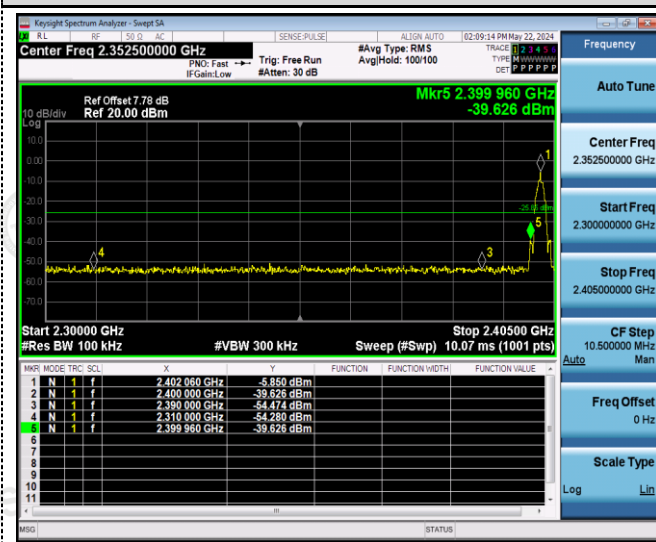 Keysight Spectrum Analyzer - Swept SA
RL RF 50 Ω AC SENSE:PULSE ALIGN AUTO 02:09:14 PM May 22, 2024
Center Freq 2.352500000 GHz
PNO: Fast Trig: Free Run
IFGain:Low #Atten: 30 dB
#Avg Type: RMS
Avg|Hold: 100/100
TRACE 1 2 3 4 5 6
TYPE M W W W W W
DET P P P P P P
Frequency
Ref Offset 7.78 dB
10 dB/div Ref 20.00 dBm
Log
Mkr5 2.399 960 GHz
-39.626 dBm
Auto Tune
10.0
0.00
-10.0
-20.0
-30.0
-40.0
-50.0
-60.0
-70.0
1
5
4
3
Center Freq
2.352500000 GHz
Start Freq
2.300000000 GHz
Stop Freq
2.405000000 GHz
Start 2.30000 GHz Stop 2.40500 GHz
#Res BW 100 kHz #VBW 300 kHz Sweep (#Swp) 10.07 ms (1001 pts)
CF Step
10.500000 MHz
Auto Man
MKR MODE TRC SCL X Y FUNCTION FUNCTION WIDTH FUNCTION VALUE
1 N 1 f 2.402 060 GHz -5.850 dBm
2 N 1 f 2.400 000 GHz -39.626 dBm
3 N 1 f 2.390 000 GHz -54.474 dBm
4 N 1 f 2.310 000 GHz -54.280 dBm
5 N 1 f 2.399 960 GHz -39.626 dBm
6
7
8
9
10
11
Freq Offset
0 Hz
Scale Type
Log Lin
MSG STATUS